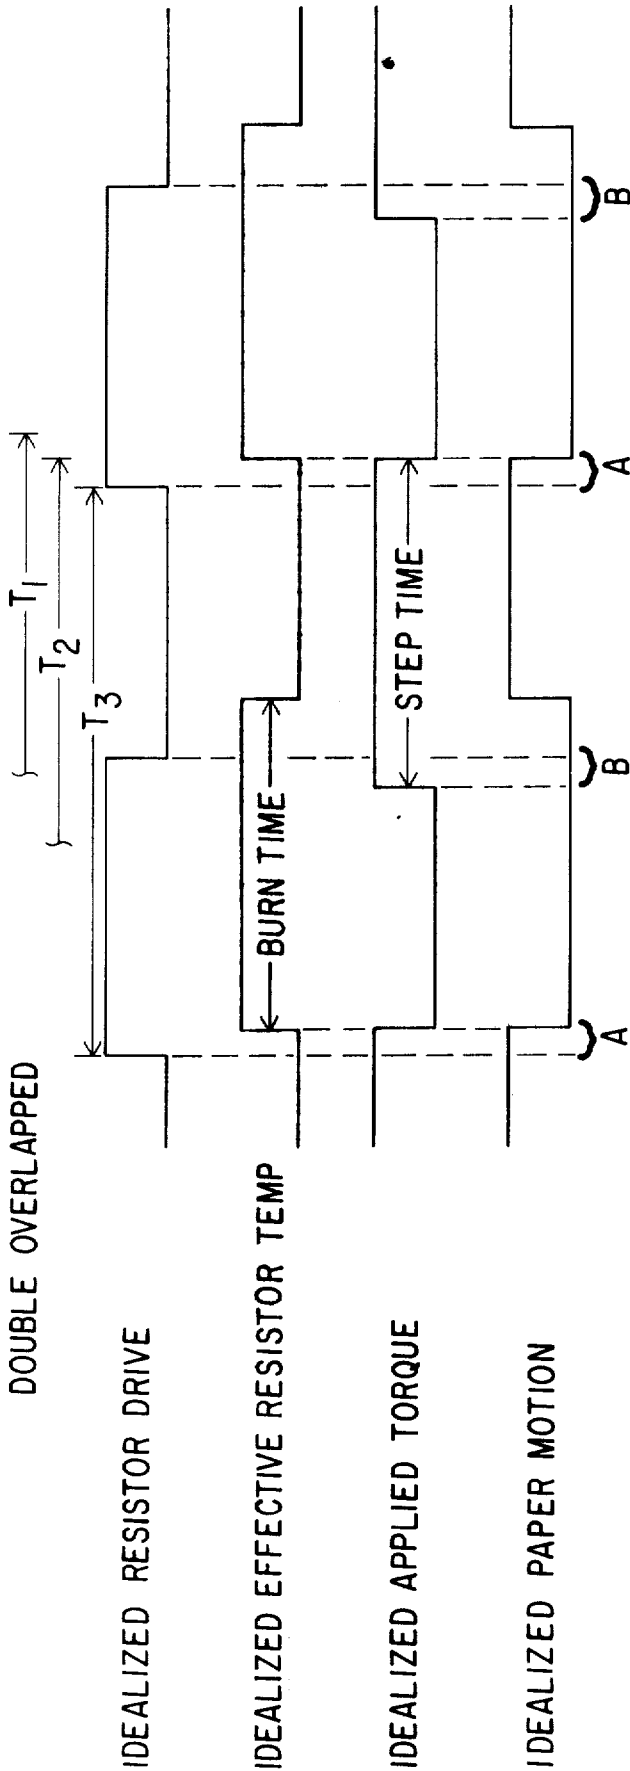 DOUBLE OVERLAPPED
T1
T2
T3
IDEALIZED RESISTOR DRIVE
IDEALIZED EFFECTIVE RESISTOR TEMP
BURN TIME
IDEALIZED APPLIED TORQUE
STEP TIME
IDEALIZED PAPER MOTION
A
B
A
B